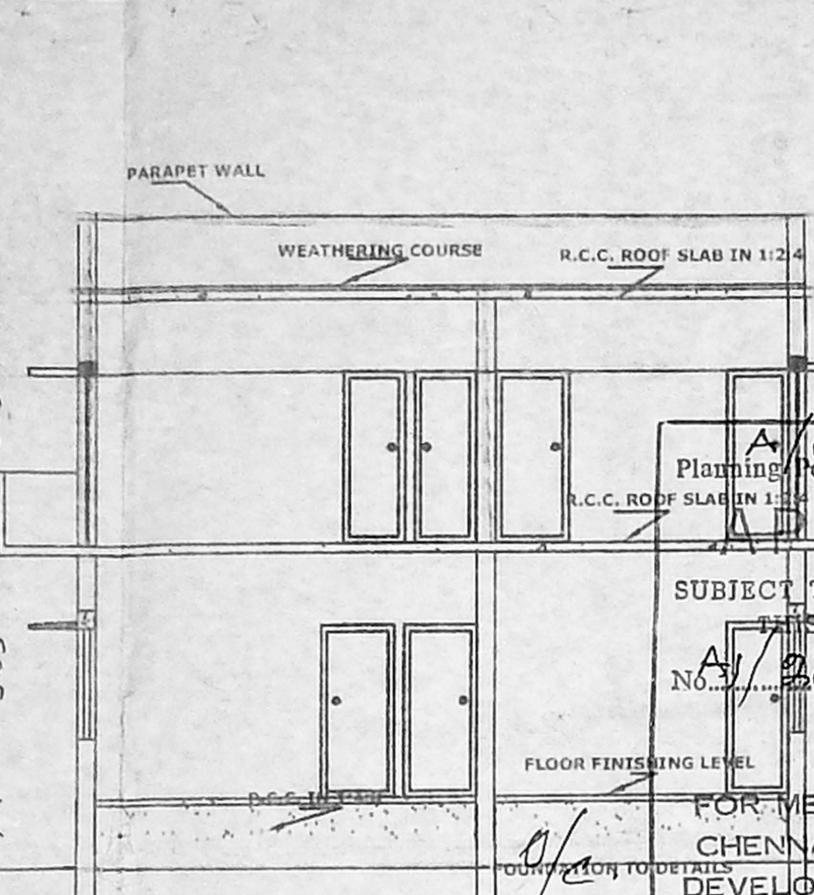 PARAPET WALL
WEATHERING COURSE
R.C.C. ROOF SLAB IN 1:2:4
Planning
R.C.C. ROOF SLAB IN 1:2:4
SUBJECT
No
FLOOR FINISHING LEVEL
FOR
CHENNA
FOUNDATION TO DETAILS
DEVELO